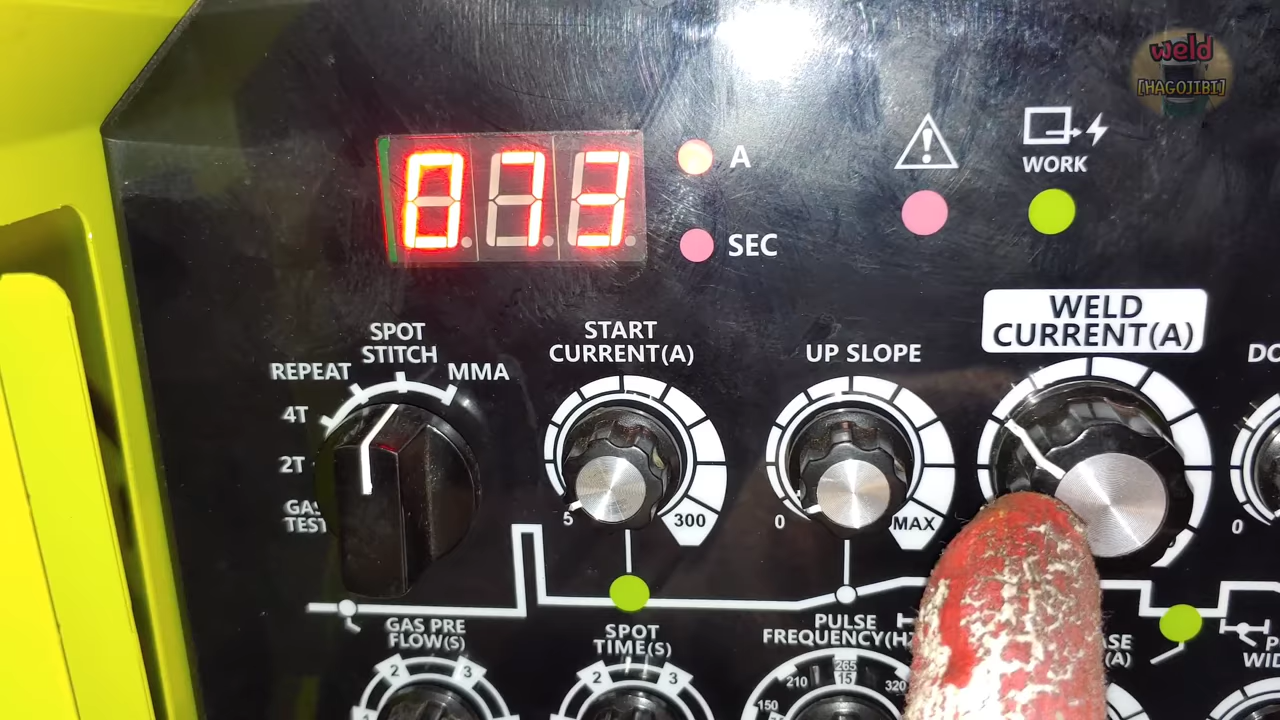 weld
[HAGOJIBI]
073
A
SEC
WORK
WELD
CURRENT(A)
SPOT
STITCH
REPEAT
MMA
4T
2T
GAS
TEST
START
CURRENT(A)
5
300
UP SLOPE
0
MAX
0
GAS PRE
FLOW(S)
2
3
SPOT
TIME(S)
2
3
PULSE
FREQUENCY(H
150
210
265
15
320
(A)